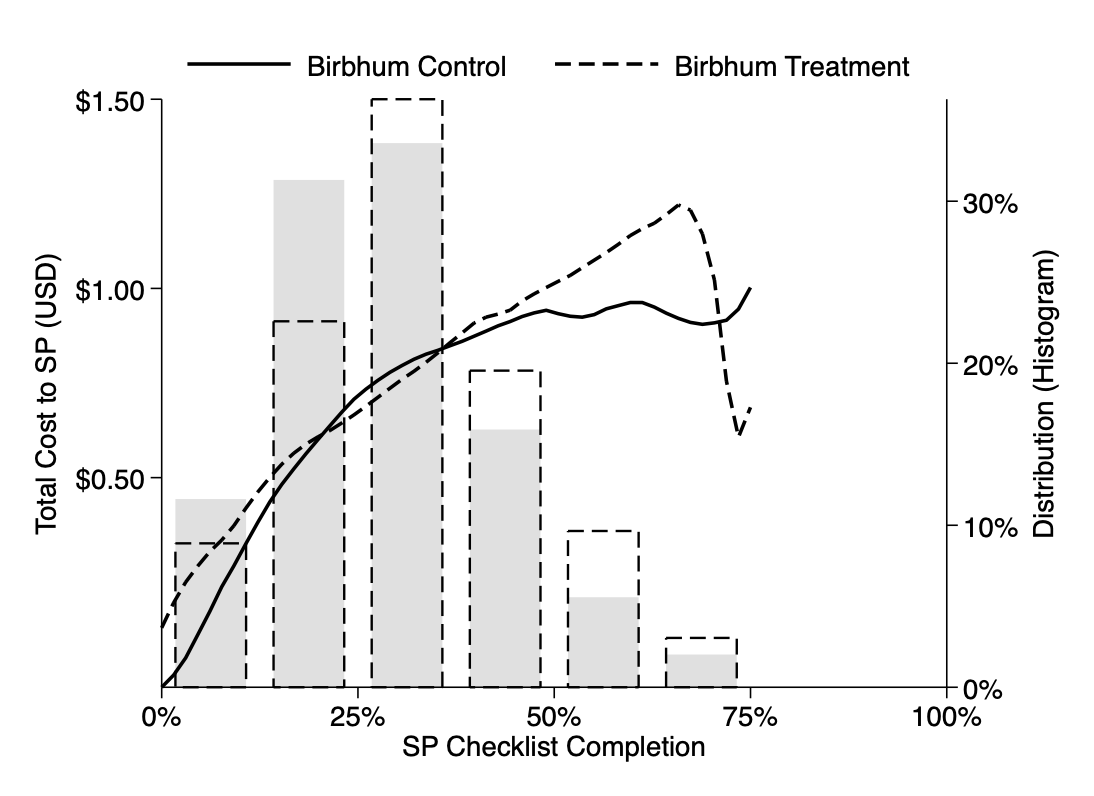 Birbhum Control Birbhum Treatment
$1.50
$1.00
$0.50
Total Cost to SP (USD)
30%
20%
10%
0%
Distribution (Histogram)
0% 25% 50% 75% 100%
SP Checklist Completion